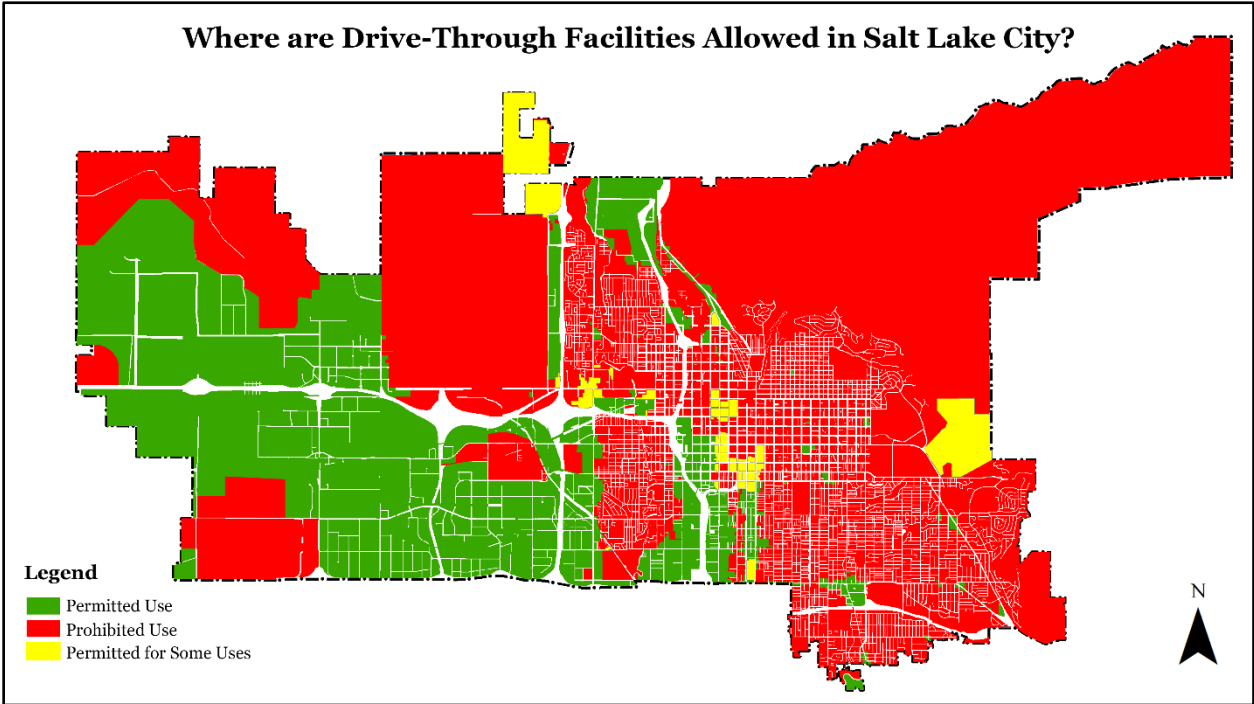 Where are Drive-Through Facilities Allowed in Salt Lake City?
Legend
Permitted Use
Prohibited Use
Permitted for Some Uses
N